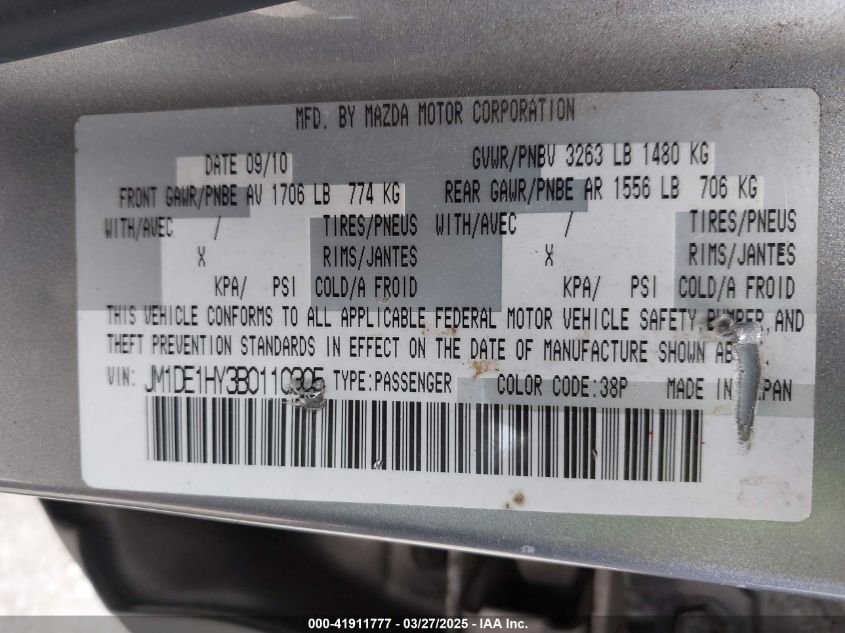 MFD. BY MAZDA MOTOR CORPORATION
DATE 09/10 GVWR/PNBV 3263 LB 1480 KG
FRONT GAWR/PNBE AV 1706 LB 774 KG REAR GAWR/PNBE AR 1556 LB 706 KG
WITH/AVEC / TIRES/PNEUS WITH/AVEC / TIRES/PNEUS
X RIMS/JANTES X RIMS/JANTES
KPA/ PSI COLD/A FROID KPA/ PSI COLD/A FROID
THIS VEHICLE CONFORMS TO ALL APPLICABLE FEDERAL MOTOR VEHICLE SAFETY, BUMPER, AND
THEFT PREVENTION STANDARDS IN EFFECT ON THE DATE OF MANUFACTURE SHOWN
VIN: TYPE:PASSENGER COLOR CODE:38P MADE IN
000-41911777 - 03/27/2025 - IAA Inc.